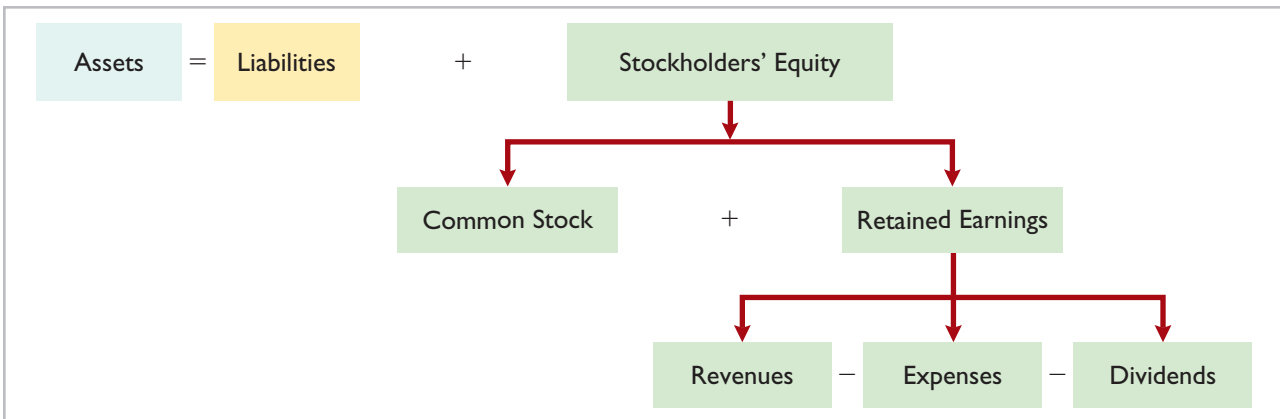 Assets = Liabilities + Stockholders’ Equity
Common Stock + Retained Earnings
Revenues – Expenses – Dividends